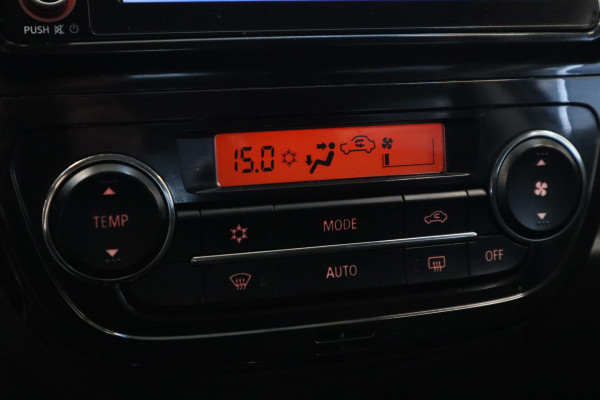 PUSH
15.0
TEMP
MODE
AUTO
OFF